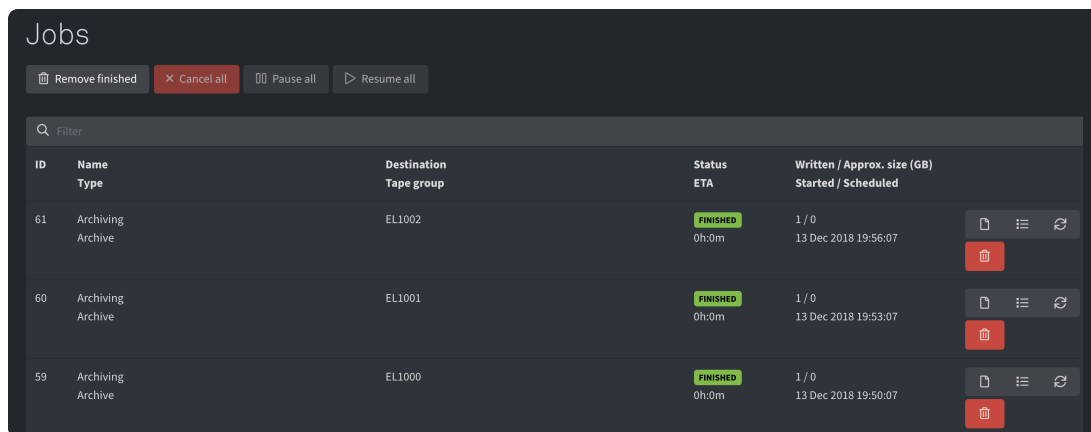 Jobs
Remove finished Cancel all Pause all Resume all
Filter
ID Name Destination Status Written / Approx. size (GB)
Type Tape group ETA Started / Scheduled
61 Archiving EL1002 FINISHED 1 / 0
Archive 0h:0m 13 Dec 2018 19:56:07
60 Archiving EL1001 FINISHED 1 / 0
Archive 0h:0m 13 Dec 2018 19:53:07
59 Archiving EL1000 FINISHED 1 / 0
Archive 0h:0m 13 Dec 2018 19:50:07